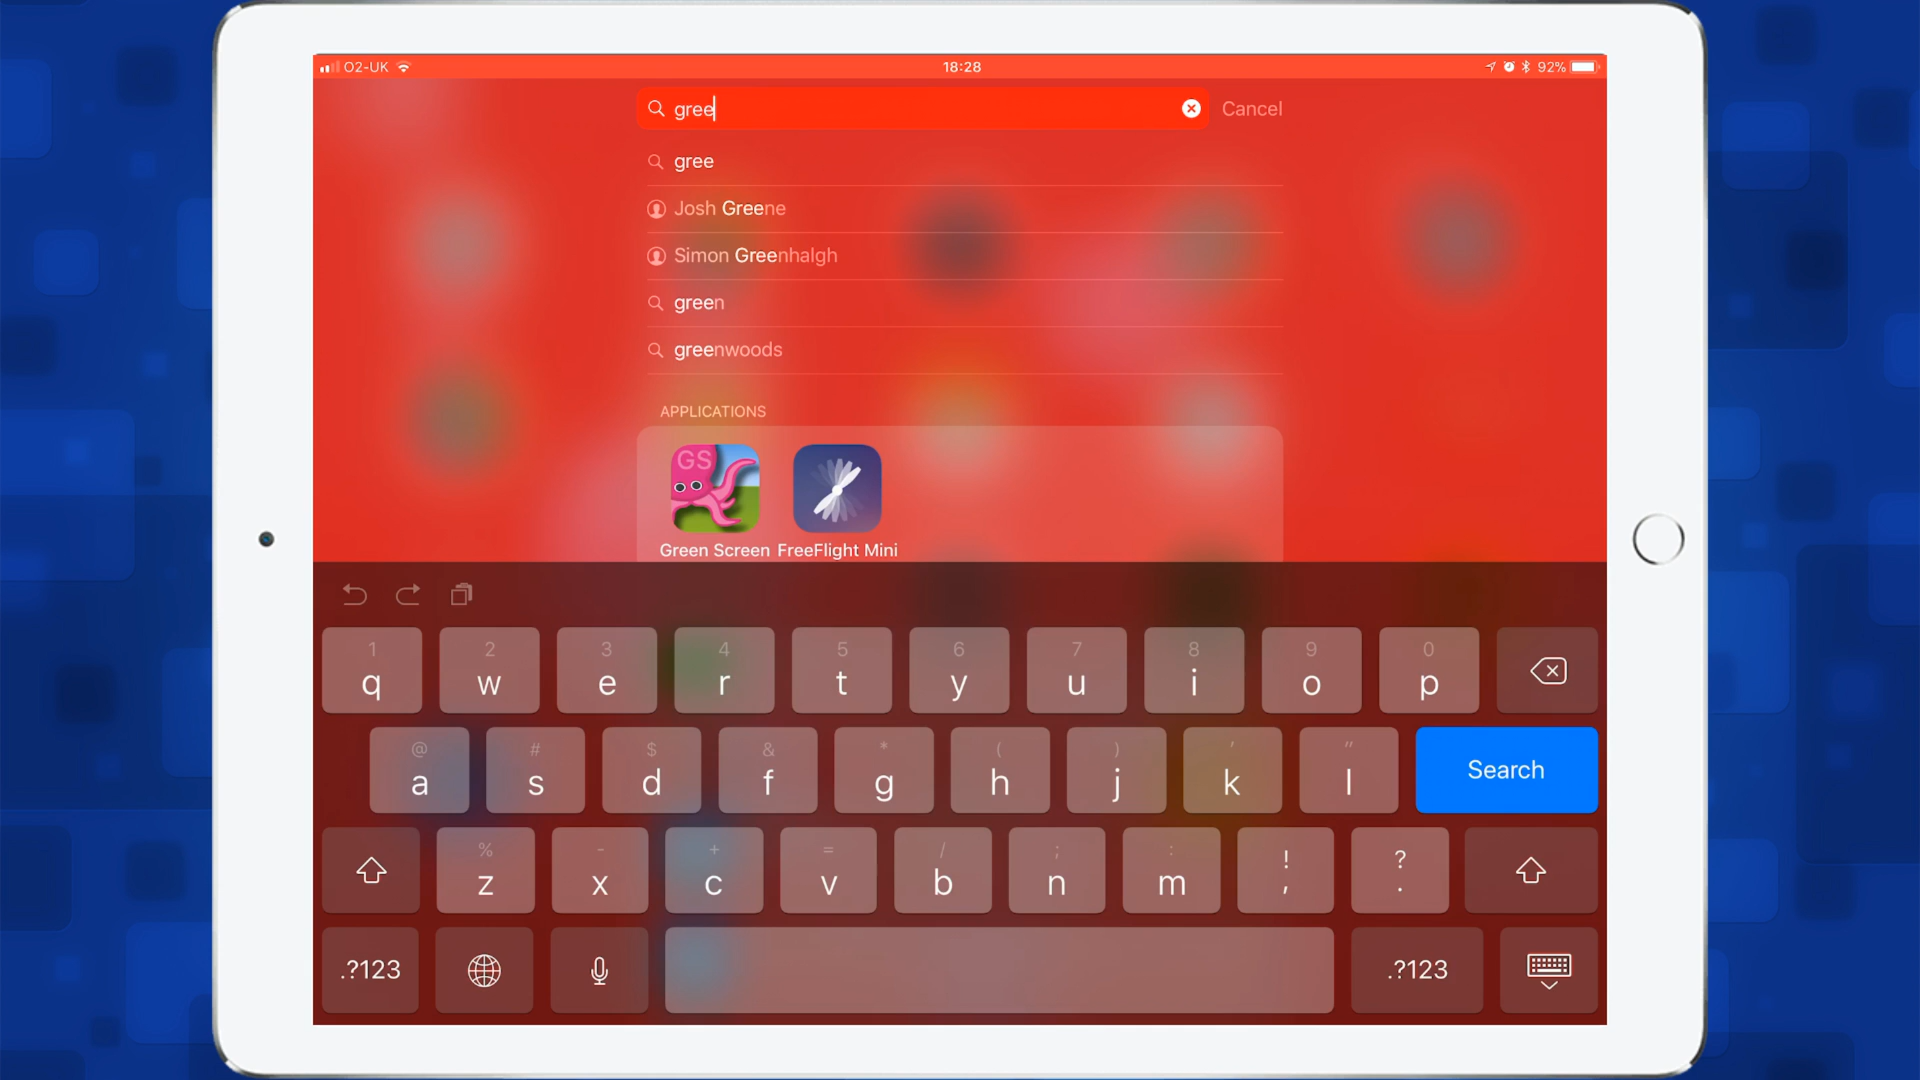 O2-UK
18:28
92%
gree
Cancel
gree
Josh Greene
Simon Greenhalgh
green
greenwoods
APPLICATIONS
GS
Green Screen
FreeFlight Mini
1 2 3 4 5 6 7 8 9 0
q w e r t y u i o p
@ # $ & * ( ) ' "
a s d f g h j k l
Search
% - + = / ; : ! ?
z x c v b n m , .
.?123
.?123